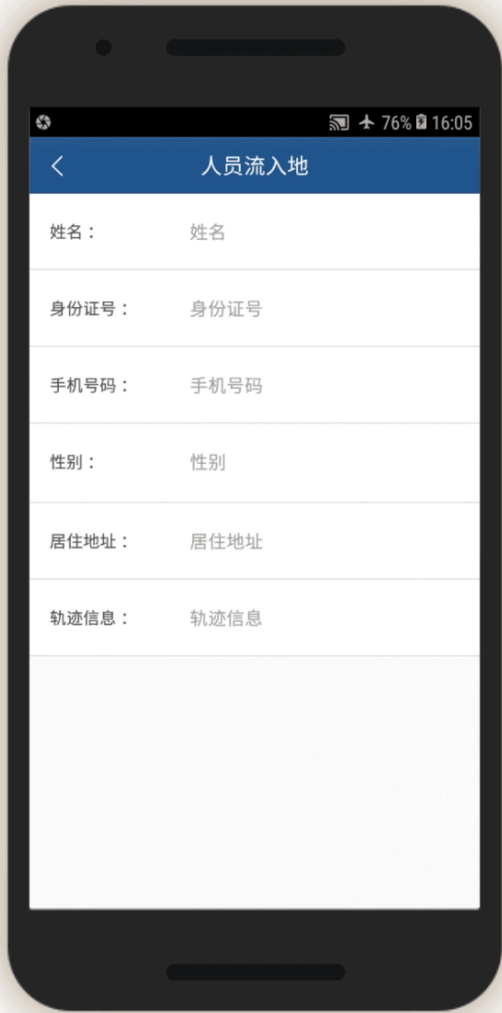 76% 16:05
人员流入地
姓名： 姓名
身份证号： 身份证号
手机号码： 手机号码
性别： 性别
居住地址： 居住地址
轨迹信息： 轨迹信息